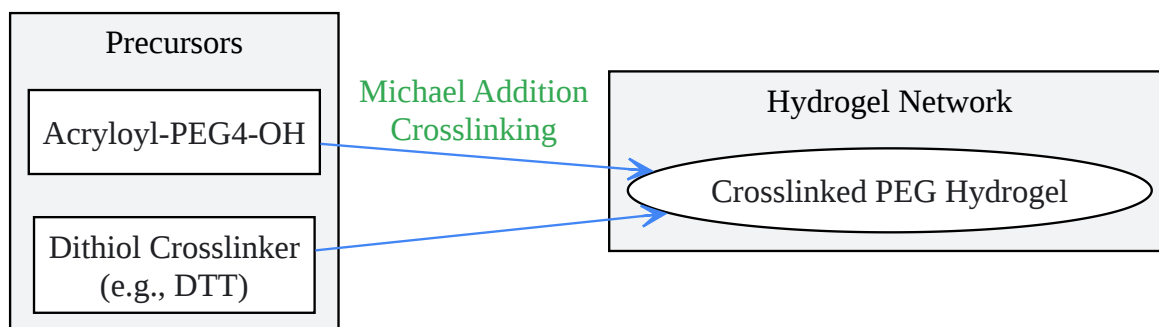 Precursors
Acryloyl-PEG4-OH
Dithiol Crosslinker
(e.g., DTT)
Michael Addition
Crosslinking
Hydrogel Network
Crosslinked PEG Hydrogel